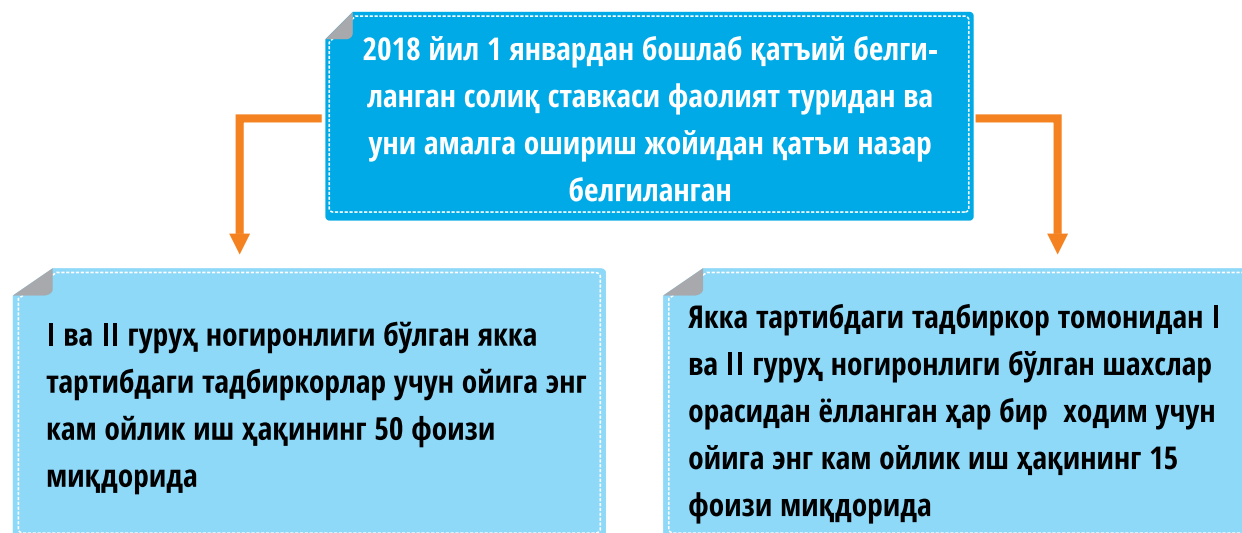 2018 йил 1 январдан бошлаб қатъий белги-
ланган солиқ ставкаси фаолият туридан ва
уни амалга ошириш жойидан қатъи назар
белгиланган
I ва II гуруҳ ногиронлиги бўлган якка
тартибдаги тадбиркорлар учун ойига энг
кам ойлик иш ҳақининг 50 фоизи
миқдорида
Якка тартибдаги тадбиркор томонидан I
ва II гуруҳ ногиронлиги бўлган шахслар
орасидан ёлланган ҳар бир ходим учун
ойига энг кам ойлик иш ҳақининг 15
фоизи миқдорида